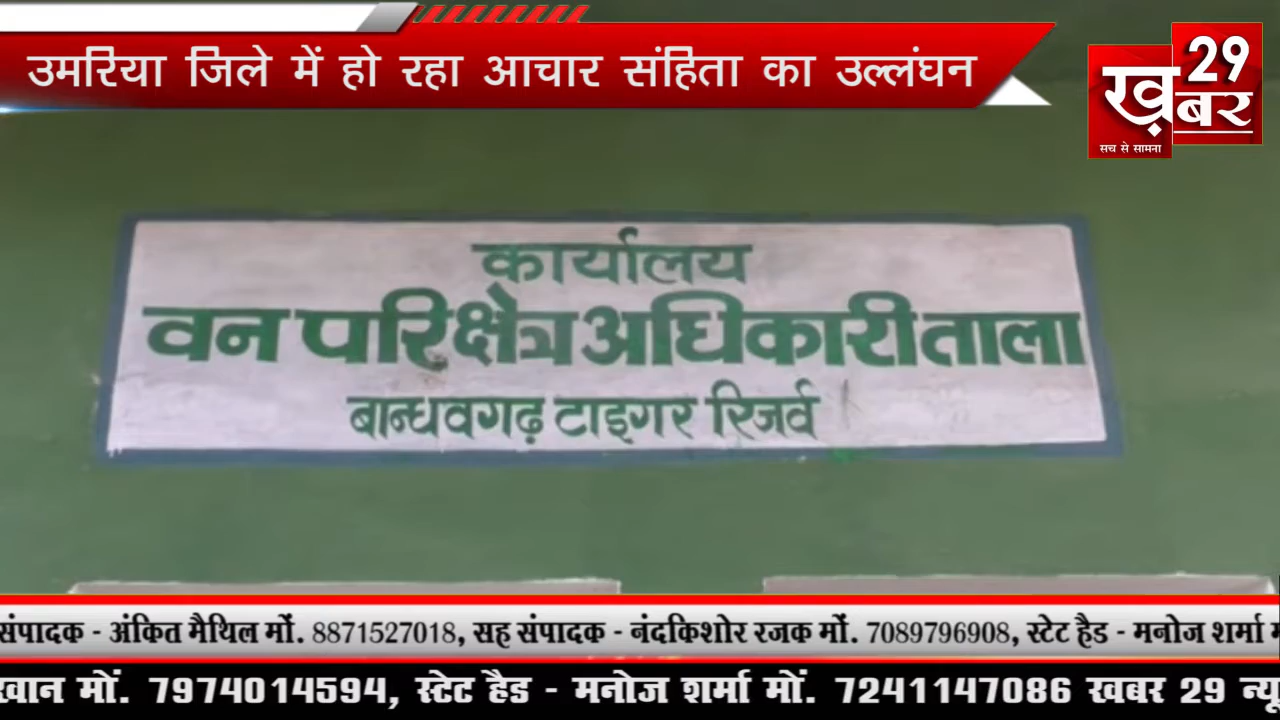 उमरिया जिले में हो रहा आचार संहिता का उल्लंघन
29
ख़बर
सच से सामना
कार्यालय
वन परिक्षेत्र अधिकारी ताला
बान्धवगढ़ टाइगर रिजर्व
संपादक - अंकित मैथिल मों. 8871527018, सह संपादक - नंदकिशोर रजक मों. 7089796908, स्टेट हैड - मनोज शर्मा
खान मों. 7974014594, स्टेट हैड - मनोज शर्मा मों. 7241147086 खबर 29